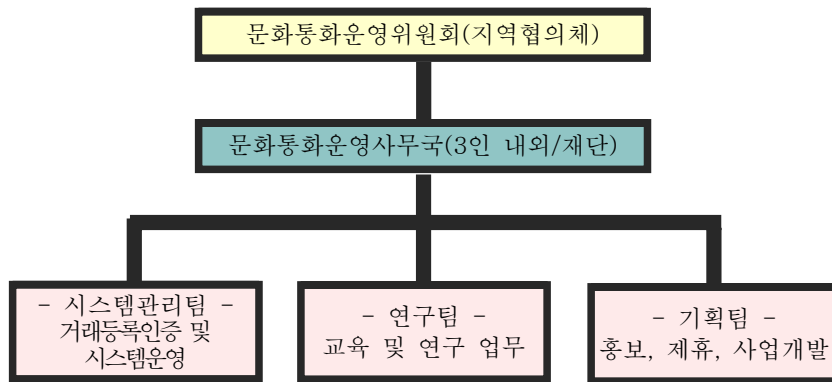 문화통화운영위원회(지역협의체)
문화통화운영사무국(3인 내외/재단)
- 시스템관리팀 -
거래등록인증 및
시스템운영
- 연구팀 -
교육 및 연구 업무
- 기획팀 -
홍보, 제휴, 사업개발